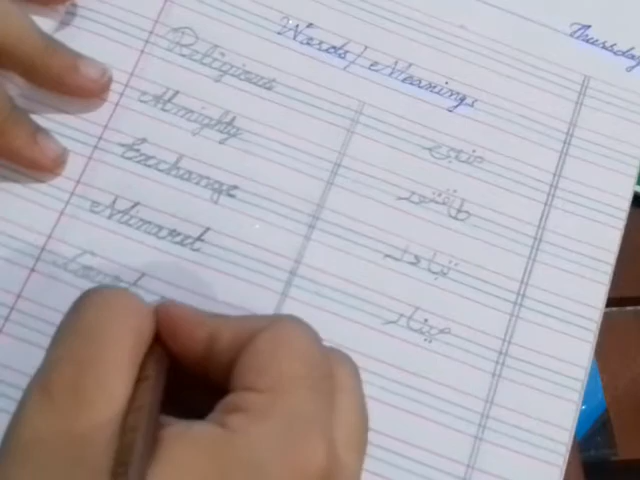 Thursday
Words/Meanings
Religious مذہبی
Almighty طاقتور
Exchange تبادلہ
Minaret مینار